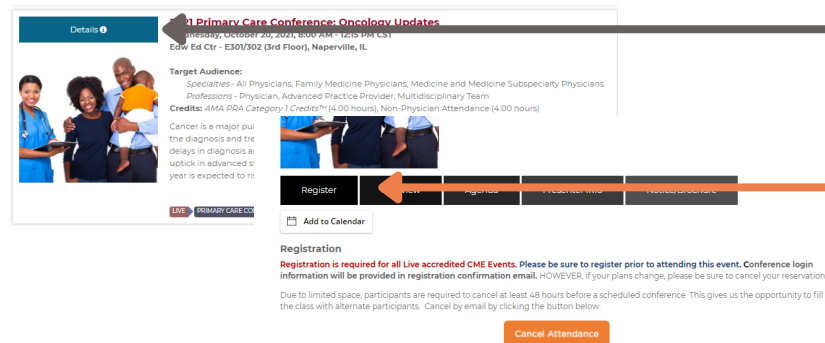 Details
2021 Primary Care Conference: Oncology Updates
Wednesday, October 20, 2021, 8:00 AM - 12:15 PM CST
Edw Ed Ctr - E301/302 (3rd Floor), Naperville, IL
Target Audience:
Specialties - All Physicians, Family Medicine Physicians, Medicine and Medicine Subspecialty Physicians
Professions - Physician, Advanced Practice Provider, Multidisciplinary Team
Credits: AMA PRA Category 1 Credits™ (4.00 hours), Non-Physician Attendance (4.00 hours)
Cancer is a major
the diagnosis and
delays in diagnosis
uptick in advanced
year is expected to
LIVE PRIMARY CARE
Register Agenda Presenter Info Notice/Brochure
Add to Calendar
Registration
Registration is required for all Live accredited CME Events. Please be sure to register prior to attending this event. Conference login
information will be provided in registration confirmation email. HOWEVER, if your plans change, please be sure to cancel your reservation
Due to limited space, participants are required to cancel at least 48 hours before a scheduled conference. This gives us the opportunity to fill
the class with alternate participants. Cancel by email by clicking the button below:
Cancel Attendance